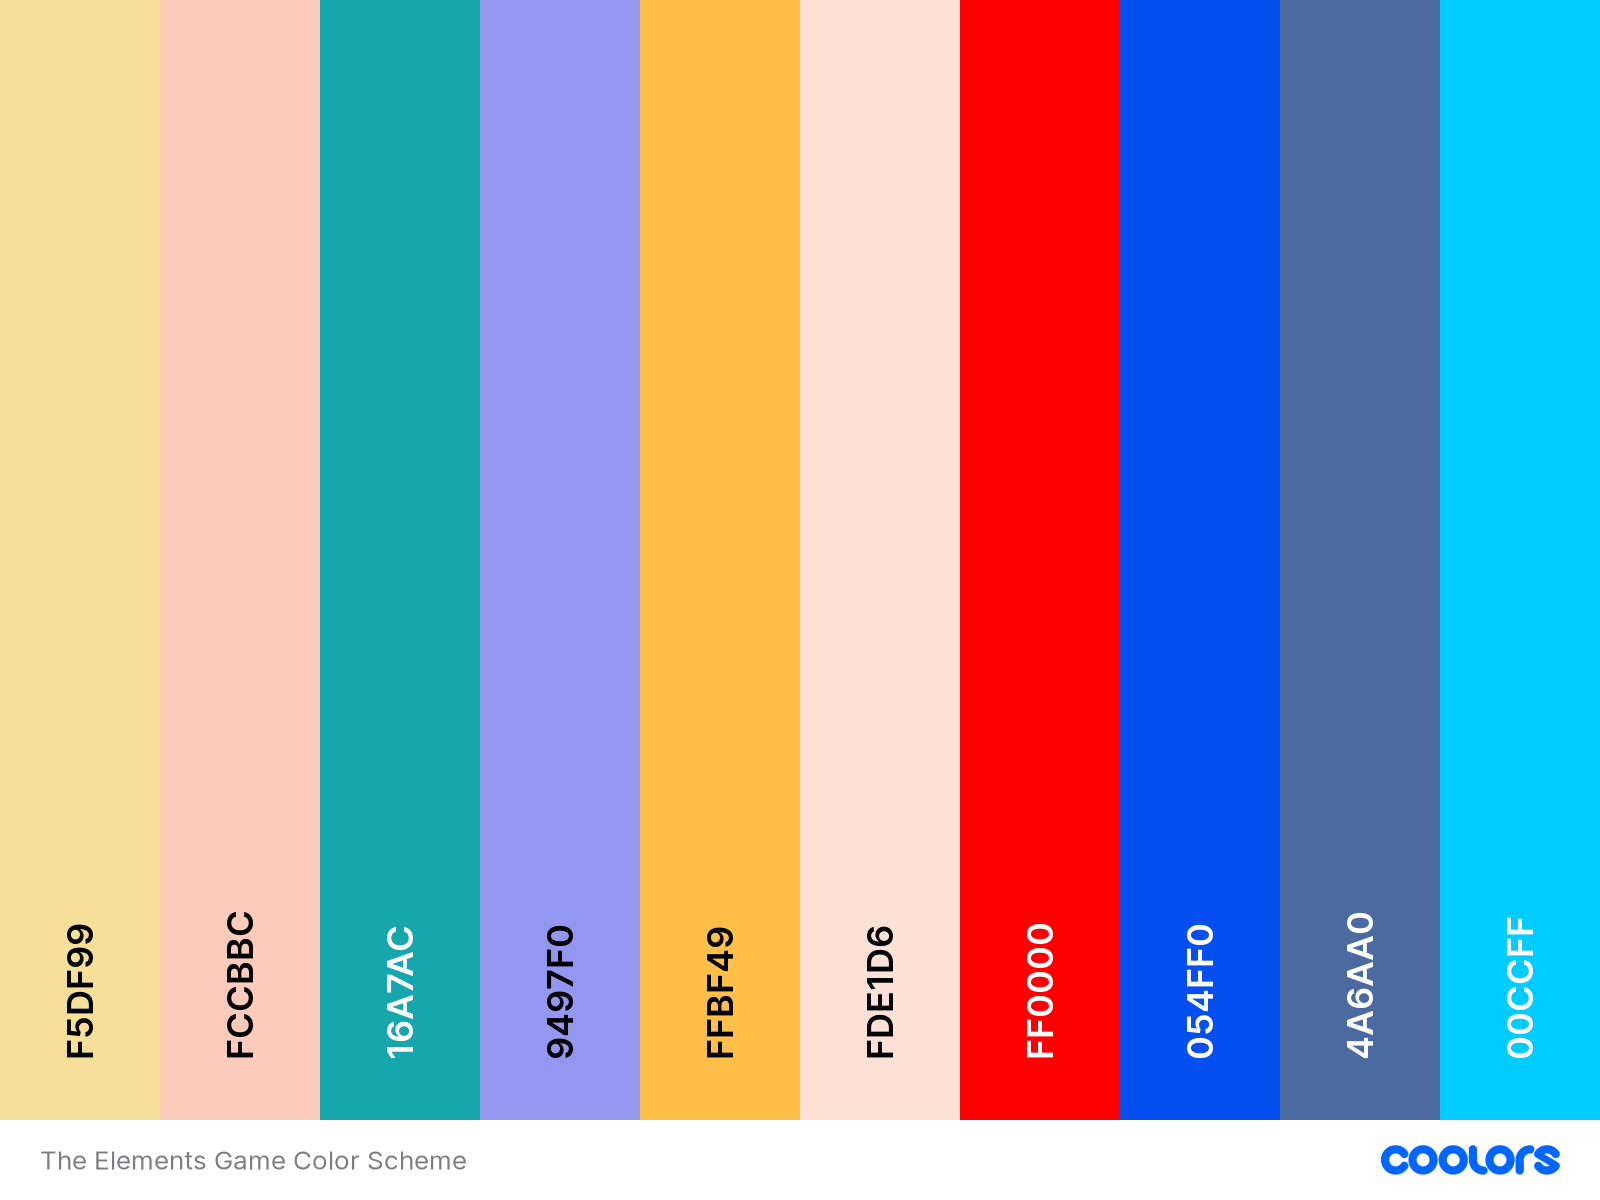 F5DF99
FCCBBC
16A7AC
9497F0
FFBF49
FDE1D6
FF0000
054FF0
4A6AA0
00CCFF
The Elements Game Color Scheme
coolors